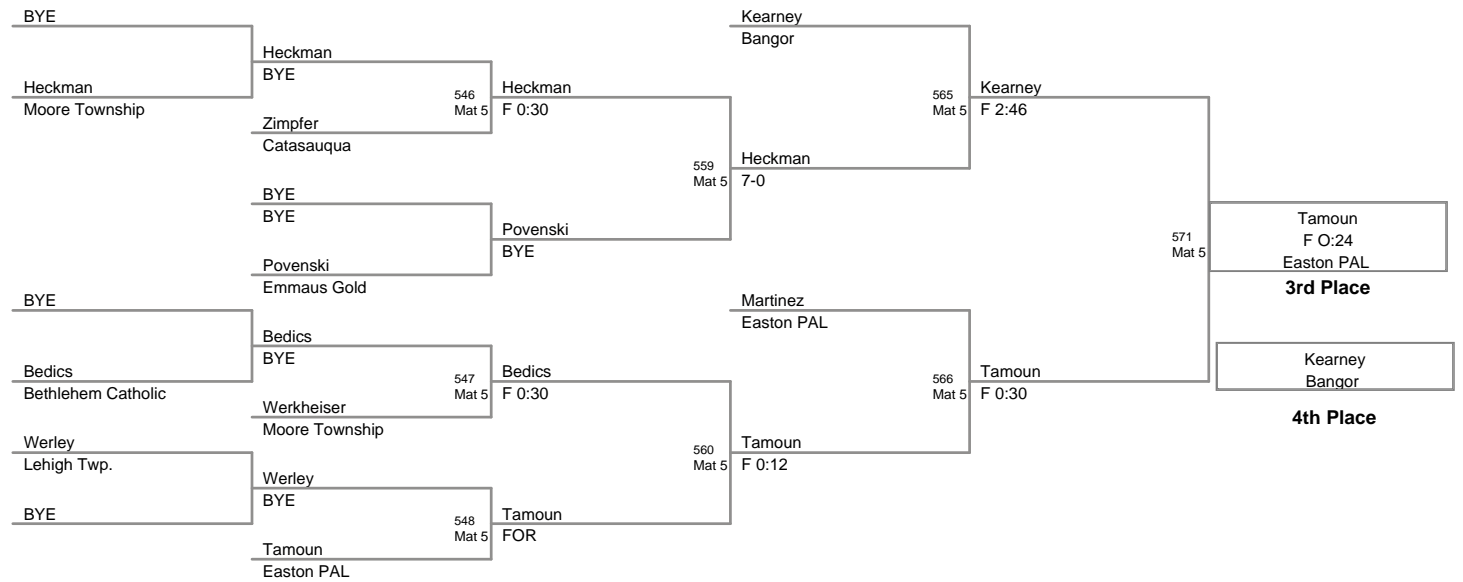 BYE
Heckman
Moore Township
Heckman
BYE
Zimpfer
Catasauqua
546
Mat 5
Heckman
F 0:30
BYE
BYE
Povenski
Emmaus Gold
Povenski
BYE
559
Mat 5
Heckman
7-0
Kearney
Bangor
565
Mat 5
Kearney
F 2:46
BYE
Bedics
Bethlehem Catholic
Bedics
BYE
Werkheiser
Moore Township
547
Mat 5
Bedics
F 0:30
Werley
Lehigh Twp.
BYE
Werley
BYE
Tamoun
Easton PAL
548
Mat 5
Tamoun
FOR
560
Mat 5
Tamoun
F 0:12
Martinez
Easton PAL
566
Mat 5
Tamoun
F 0:30
571
Mat 5
Tamoun
F O:24
Easton PAL
3rd Place
Kearney
Bangor
4th Place